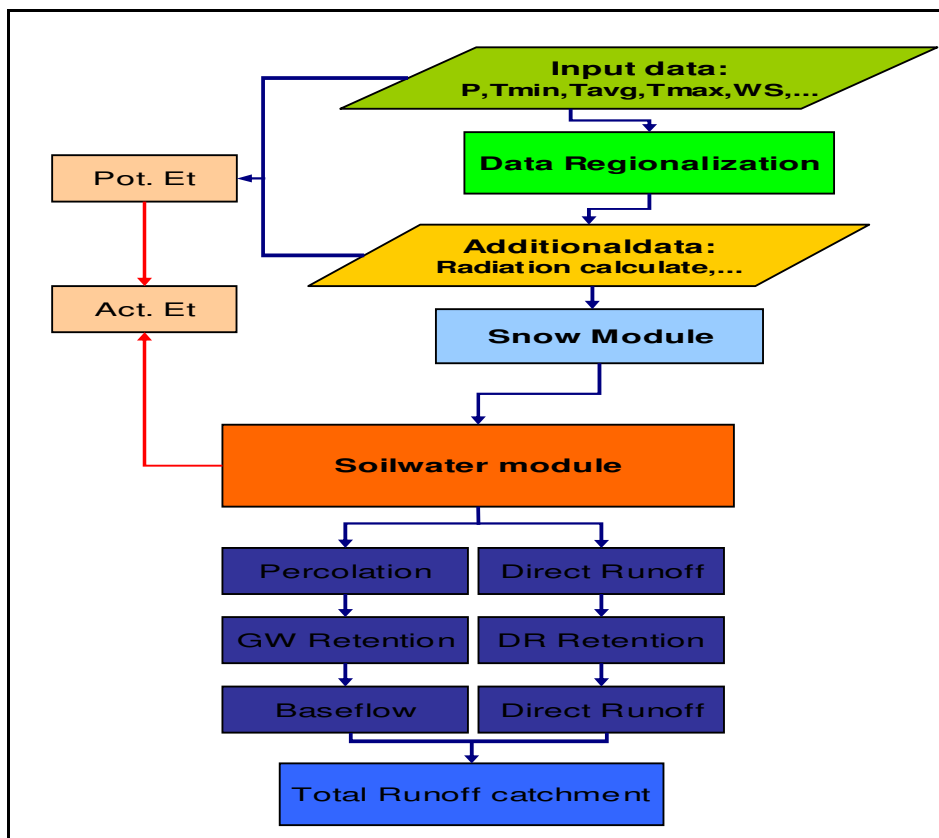 Input data:
P,Tmin,Tavg,Tmax,WS,...
Data Regionalization
Pot. Et
Additionaldata:
Radiation calculate,...
Act. Et
Snow Module
Soilwater module
Percolation
Direct Runoff
GW Retention
DR Retention
Baseflow
Direct Runoff
Total Runoff catchment